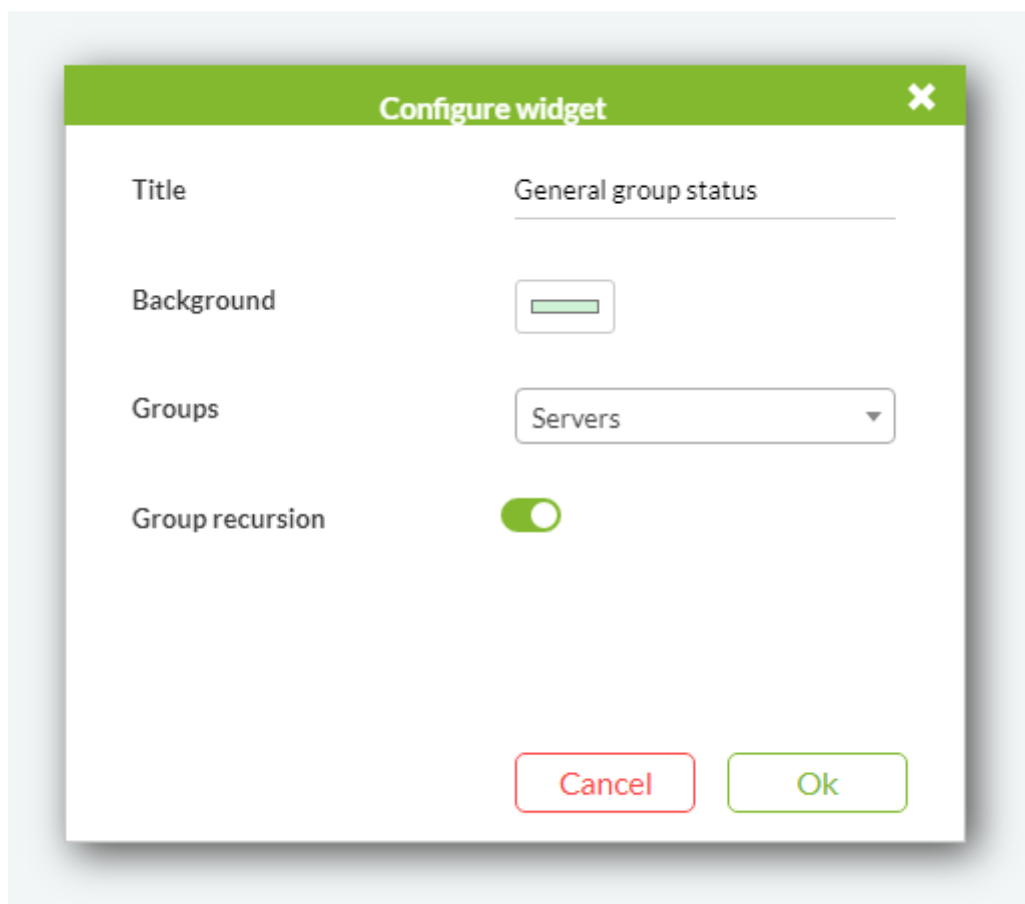 Configure widget
Title
General group status
Background
Groups
Servers
Group recursion
Cancel
Ok